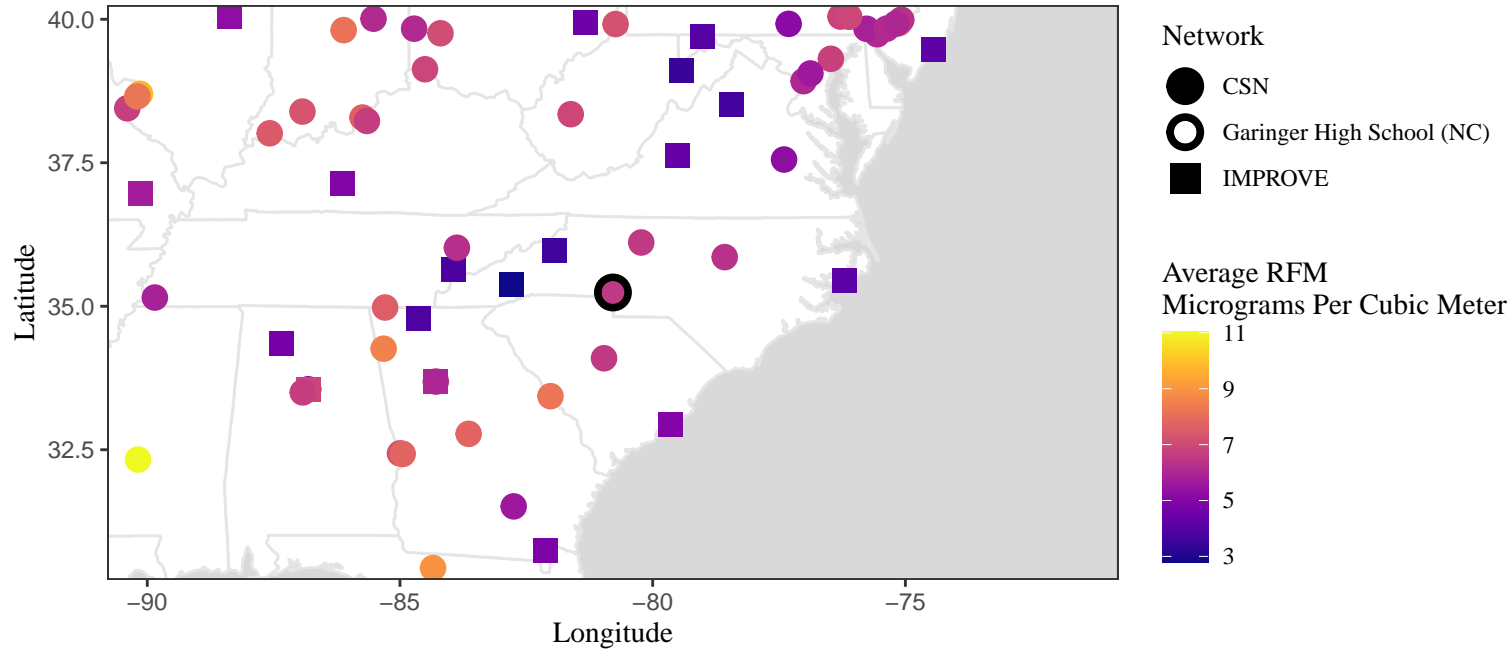 40.0
37.5
35.0
32.5
Latitude
−90
−85
−80
−75
Longitude
Network
CSN
Garinger High School (NC)
IMPROVE
Average RFM
Micrograms Per Cubic Meter
11
9
7
5
3